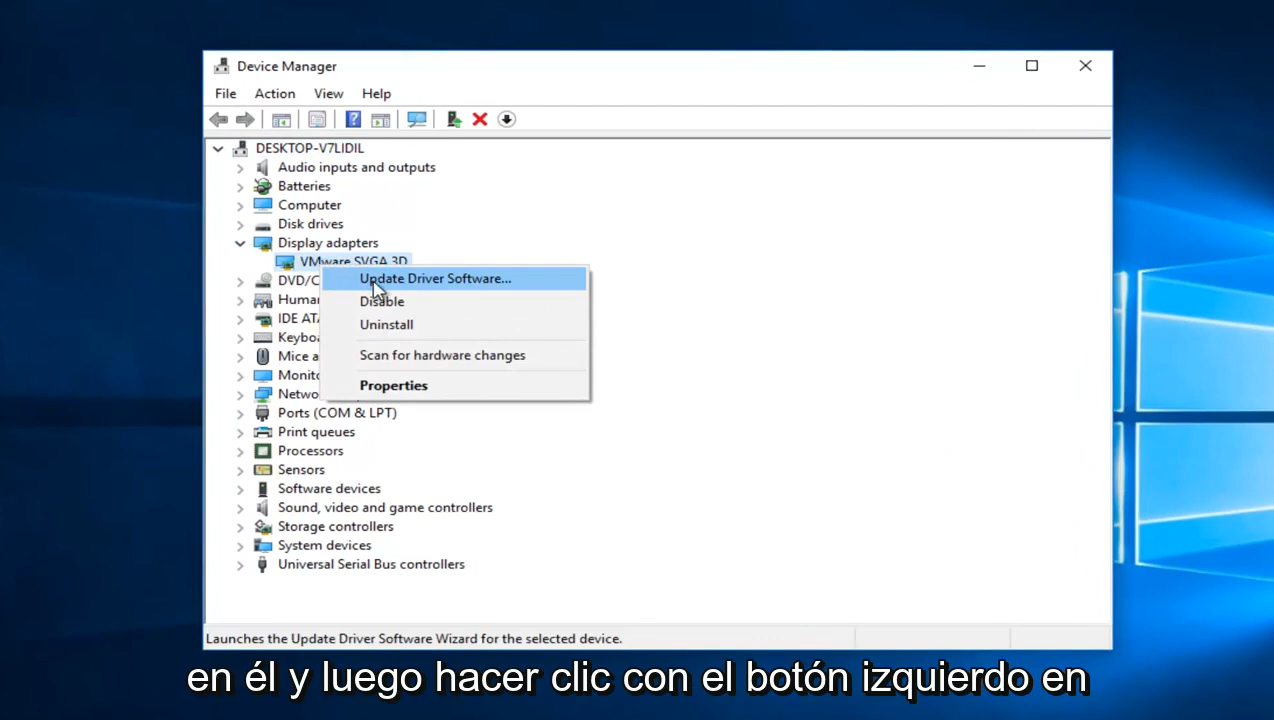 Device Manager
File Action View Help
DESKTOP-V7LIDIL
Audio inputs and outputs
Batteries
Computer
Disk drives
Display adapters
VMware SVGA 3D
Update Driver Software...
DVD/C
Disable
Human
IDE ATA
Uninstall
Keyboa
Mice a
Scan for hardware changes
Monito
Properties
Networ
Ports (COM & LPT)
Print queues
Processors
Sensors
Software devices
Sound, video and game controllers
Storage controllers
System devices
Universal Serial Bus controllers
Launches the Update Driver Software Wizard for the selected device.
en él y luego hacer clic con el botón izquierdo en